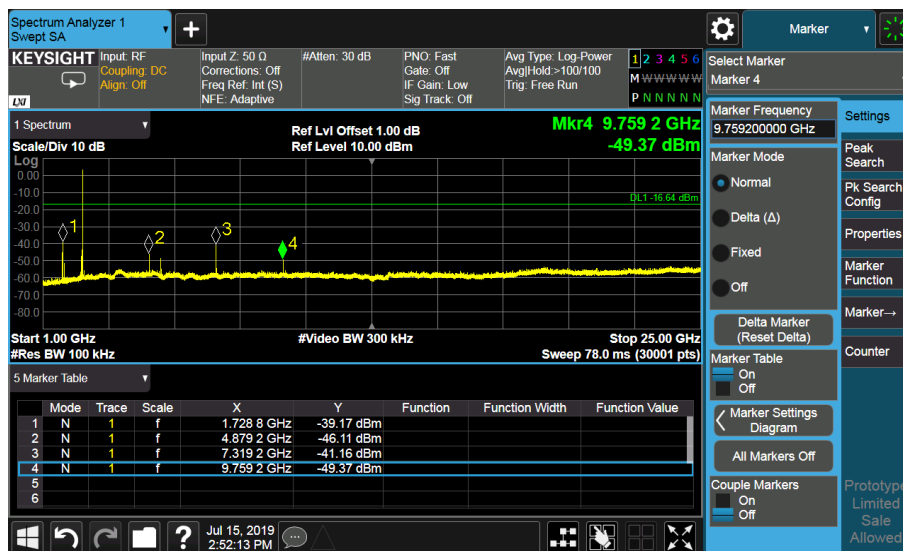 Spectrum Analyzer 1
Swept SA
Marker
KEYSIGHT
LXI
Input: RF
Coupling: DC
Align: Off
Input Z: 50 Ω
Corrections: Off
Freq Ref: Int (S)
NFE: Adaptive
#Atten: 30 dB
PNO: Fast
Gate: Off
IF Gain: Low
Sig Track: Off
Avg Type: Log-Power
Avg|Hold:>100/100
Trig: Free Run
1 2 3 4 5 6
M W W W W W
P N N N N N
Select Marker
Marker 4
1 Spectrum
Scale/Div 10 dB
Ref Lvl Offset 1.00 dB
Ref Level 10.00 dBm
Mkr4 9.759 2 GHz
-49.37 dBm
Log
0.00
-10.0
-20.0
-30.0
-40.0
-50.0
-60.0
-70.0
-80.0
DL1 -16.64 dBm
1
2
3
4
Start 1.00 GHz
#Res BW 100 kHz
#Video BW 300 kHz
Stop 25.00 GHz
Sweep 78.0 ms (30001 pts)
5 Marker Table
Mode Trace Scale X Y Function Function Width Function Value
1 N 1 f 1.728 8 GHz -39.17 dBm
2 N 1 f 4.879 2 GHz -46.11 dBm
3 N 1 f 7.319 2 GHz -41.16 dBm
4 N 1 f 9.759 2 GHz -49.37 dBm
5
6
Marker Frequency
9.759200000 GHz
Marker Mode
Normal
Delta (Δ)
Fixed
Off
Delta Marker
(Reset Delta)
Marker Table
On
Off
Marker Settings
Diagram
All Markers Off
Couple Markers
On
Off
Settings
Peak
Search
Pk Search
Config
Properties
Marker
Function
Marker→
Counter
Prototype
Limited
Sale
Allowed
?
Jul 15, 2019
2:52:13 PM